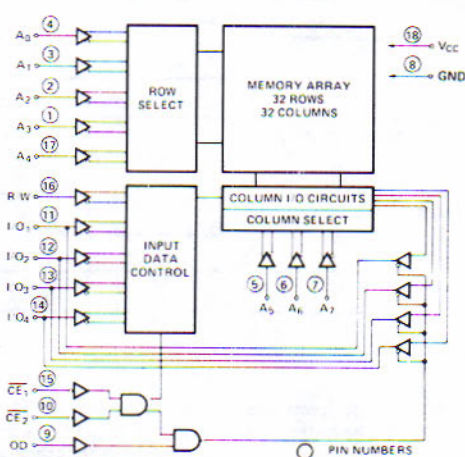 ④
A₀
③
A₁
②
A₂
①
A₃
⑰
A₄
ROW
SELECT
MEMORY ARRAY
32 ROWS
32 COLUMNS
⑱
VCC
⑧
GND
⑯
R/W
⑪
I/O₁
⑫
I/O₂
⑬
I/O₃
⑭
I/O₄
INPUT
DATA
CONTROL
COLUMN I/O CIRCUITS
COLUMN SELECT
⑤ ⑥ ⑦
A₅ A₆ A₇
⑮
C̅E̅₁
⑩
C̅E̅₂
⑨
OD
PIN NUMBERS